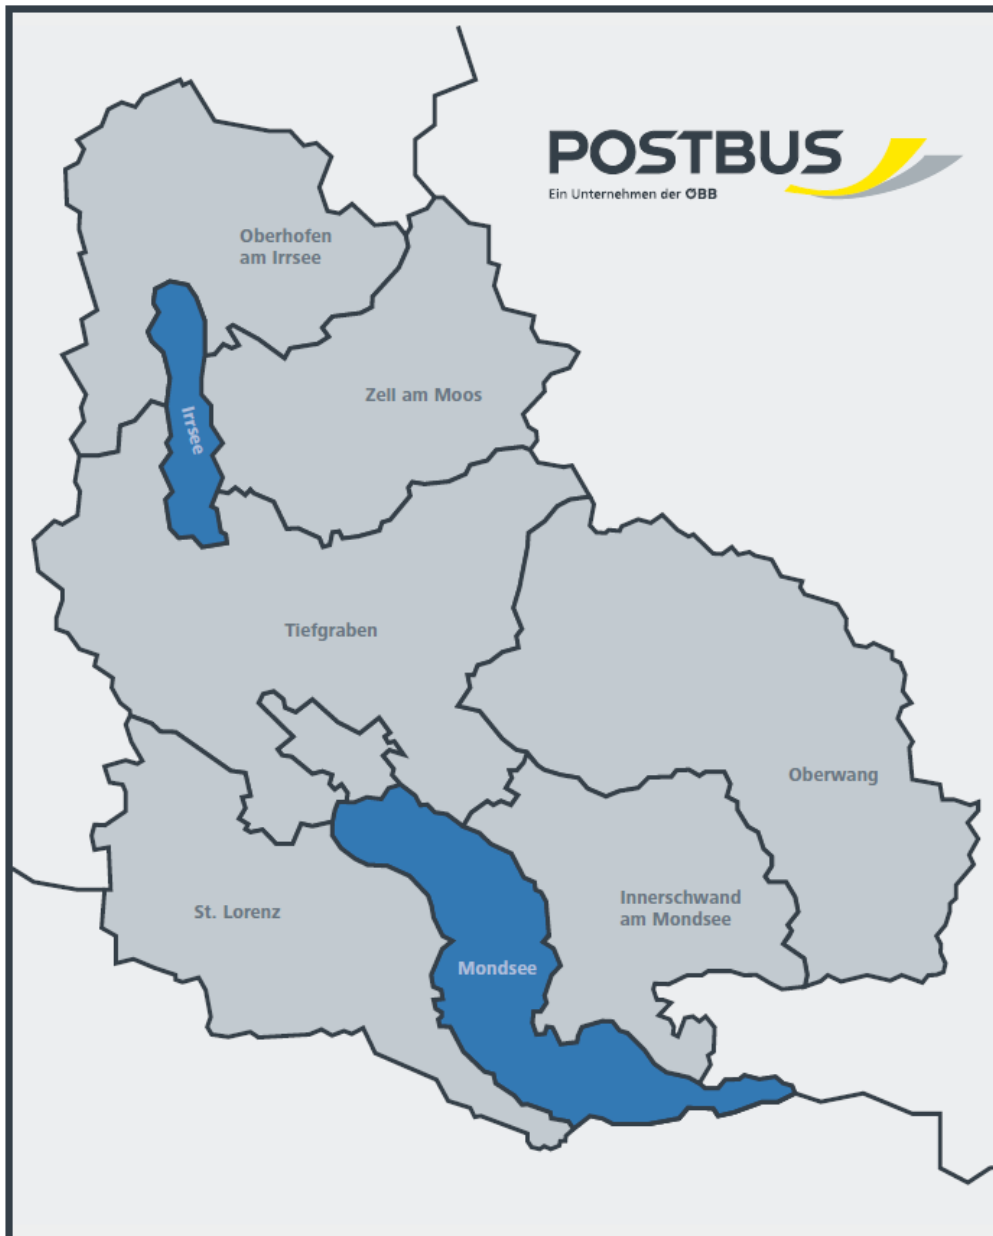 POSTBUS
Ein Unternehmen der ÖBB
Oberhofen
am Irrsee
Zell am Moos
Irrsee
Tiefgraben
Oberwang
Innerschwand
am Mondsee
St. Lorenz
Mondsee